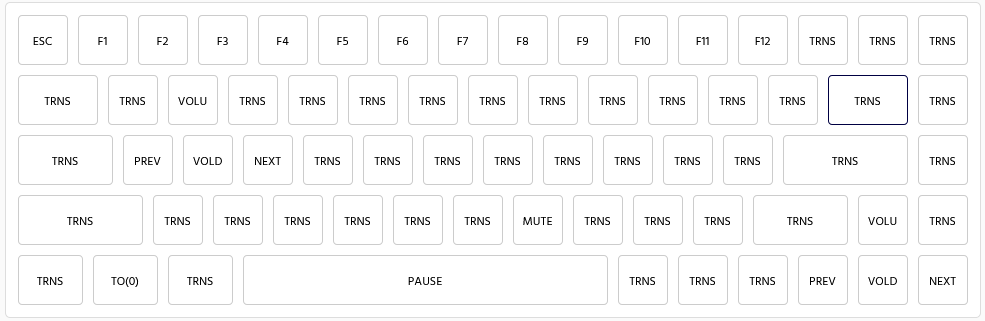 ESC F1 F2 F3 F4 F5 F6 F7 F8 F9 F10 F11 F12 TRNS TRNS TRNS
TRNS TRNS VOLU TRNS TRNS TRNS TRNS TRNS TRNS TRNS TRNS TRNS TRNS TRNS TRNS
TRNS PREV VOLD NEXT TRNS TRNS TRNS TRNS TRNS TRNS TRNS TRNS TRNS TRNS
TRNS TRNS TRNS TRNS TRNS TRNS TRNS MUTE TRNS TRNS TRNS TRNS VOLU TRNS
TRNS TO(0) TRNS PAUSE TRNS TRNS TRNS PREV VOLD NEXT